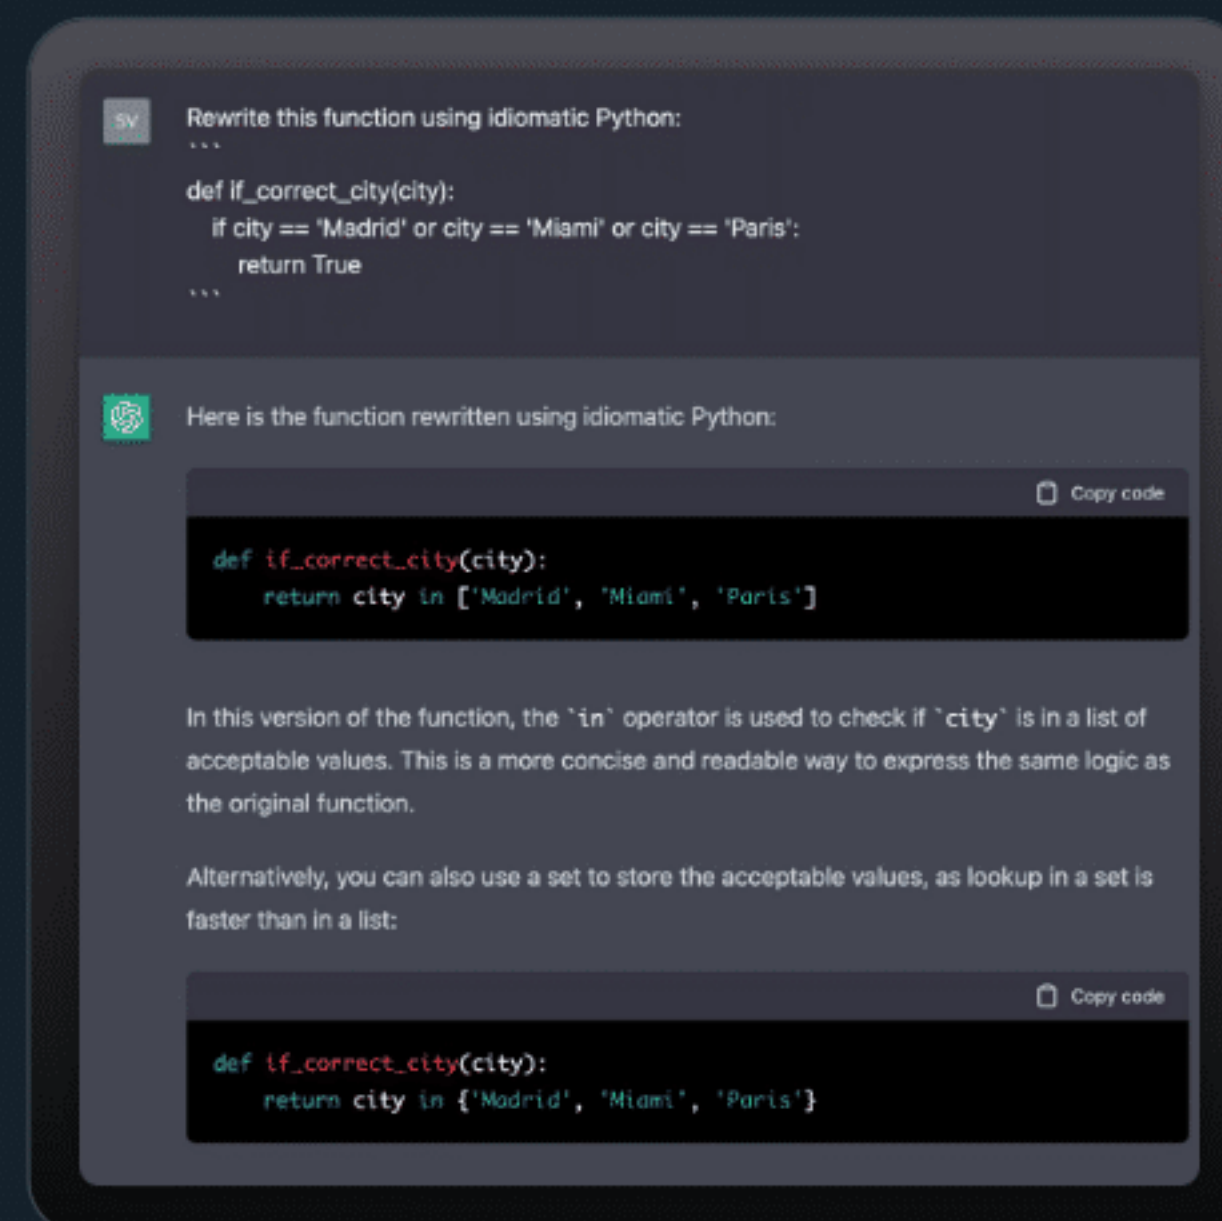 SV
Rewrite this function using idiomatic Python:
```
def if_correct_city(city):
if city == 'Madrid' or city == 'Miami' or city == 'Paris':
return True
```
Here is the function rewritten using idiomatic Python:
Copy code
def if_correct_city(city):
return city in ['Madrid', 'Miami', 'Paris']
In this version of the function, the `in` operator is used to check if `city` is in a list of
acceptable values. This is a more concise and readable way to express the same logic as
the original function.
Alternatively, you can also use a set to store the acceptable values, as lookup in a set is
faster than in a list:
Copy code
def if_correct_city(city):
return city in {'Madrid', 'Miami', 'Paris'}